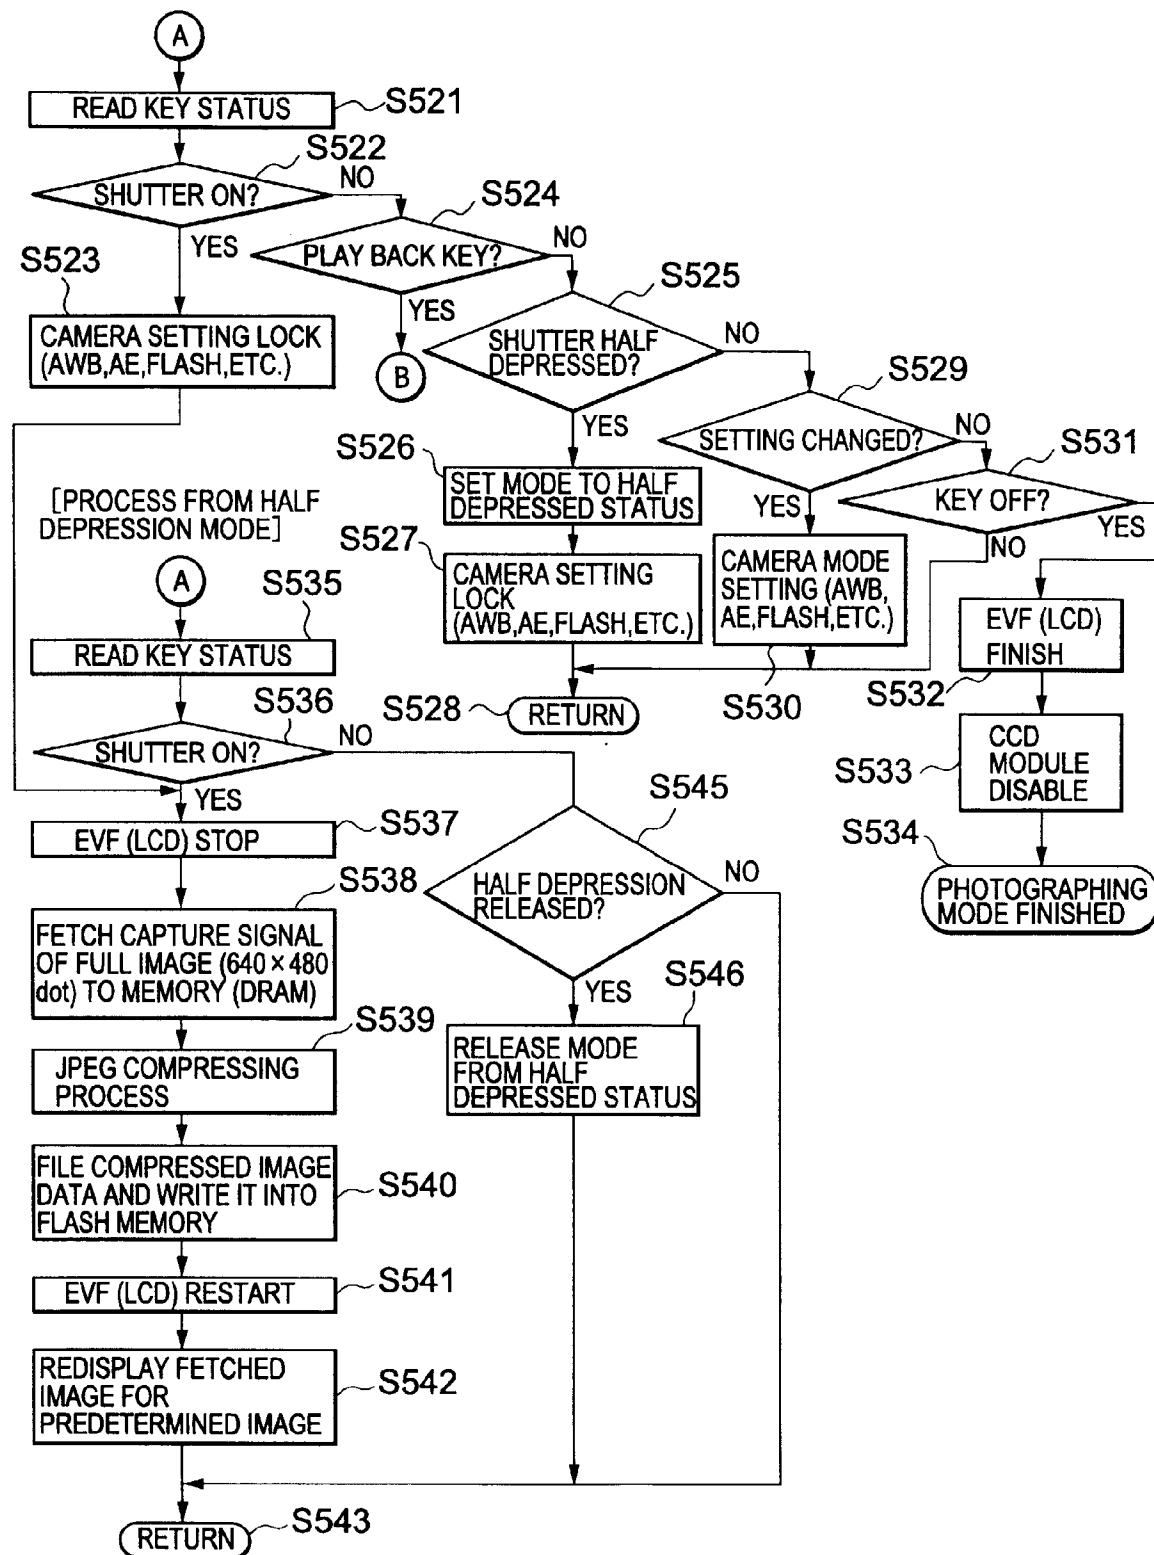 A
READ KEY STATUS
S521
S522
SHUTTER ON?
NO
YES
S523
CAMERA SETTING LOCK
(AWB,AE,FLASH,ETC.)
S524
PLAY BACK KEY?
NO
YES
B
S525
SHUTTER HALF
DEPRESSED?
NO
YES
S526
SET MODE TO HALF
DEPRESSED STATUS
S527
CAMERA SETTING
LOCK
(AWB,AE,FLASH,ETC.)
S528
RETURN
S529
SETTING CHANGED?
NO
YES
CAMERA MODE
SETTING (AWB,
AE,FLASH,ETC.)
S530
S531
KEY OFF?
YES
NO
EVF (LCD)
FINISH
S532
CCD
MODULE
DISABLE
S533
S534
PHOTOGRAPHING
MODE FINISHED
[PROCESS FROM HALF
DEPRESSION MODE]
A
S535
READ KEY STATUS
S536
SHUTTER ON?
NO
YES
EVF (LCD) STOP
S537
S538
FETCH CAPTURE SIGNAL
OF FULL IMAGE (640×480
dot) TO MEMORY (DRAM)
S539
JPEG COMPRESSING
PROCESS
FILE COMPRESSED IMAGE
DATA AND WRITE IT INTO
FLASH MEMORY
S540
EVF (LCD) RESTART
S541
REDISPLAY FETCHED
IMAGE FOR
PREDETERMINED IMAGE
S542
RETURN
S543
S545
HALF DEPRESSION
RELEASED?
NO
YES
S546
RELEASE MODE
FROM HALF
DEPRESSED STATUS